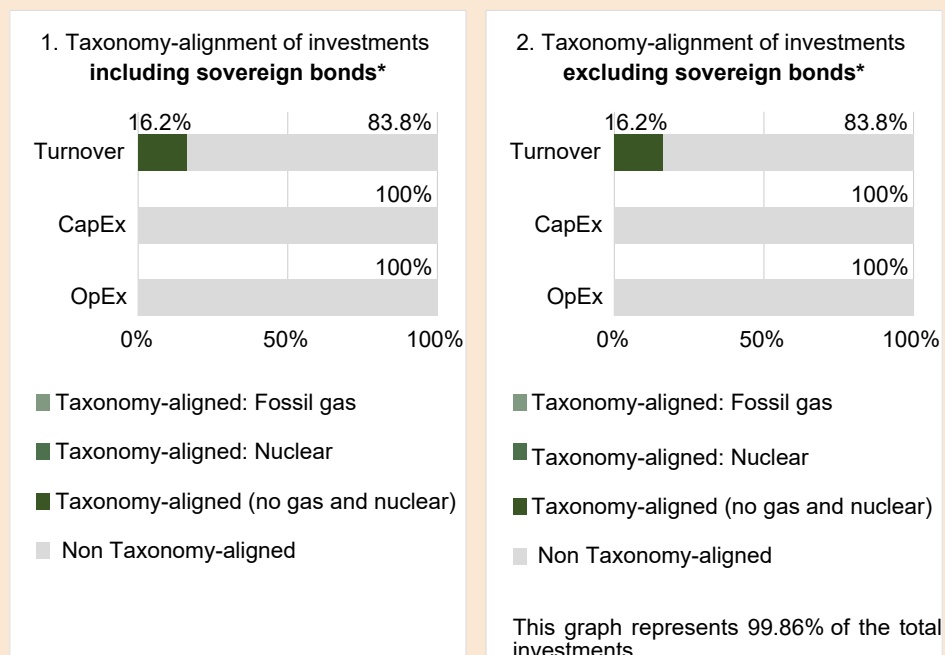 1. Taxonomy-alignment of investments
including sovereign bonds*
16.2% 83.8%
Turnover
100%
CapEx
100%
OpEx
0% 50% 100%
Taxonomy-aligned: Fossil gas
Taxonomy-aligned: Nuclear
Taxonomy-aligned (no gas and nuclear)
Non Taxonomy-aligned
2. Taxonomy-alignment of investments
excluding sovereign bonds*
16.2% 83.8%
Turnover
100%
CapEx
100%
OpEx
0% 50% 100%
Taxonomy-aligned: Fossil gas
Taxonomy-aligned: Nuclear
Taxonomy-aligned (no gas and nuclear)
Non Taxonomy-aligned
This graph represents 99.86% of the total
investments